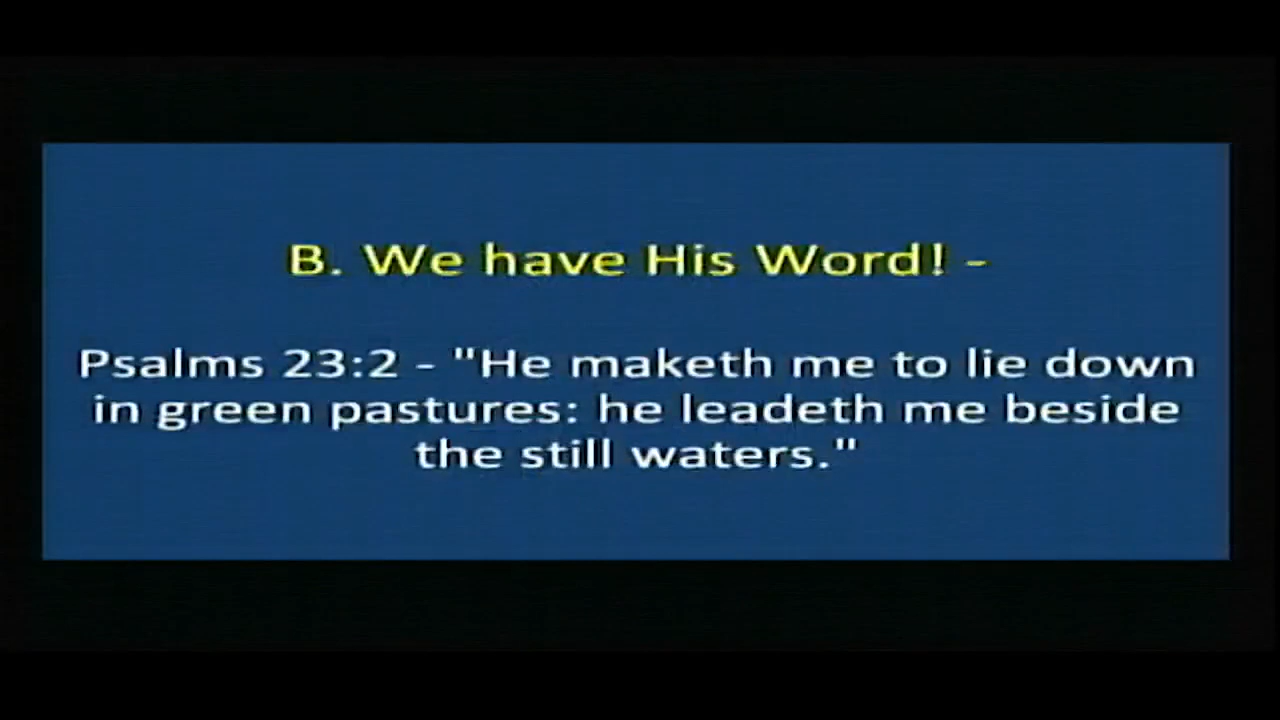 B. We have His Word! -
Psalms 23:2 - "He maketh me to lie down
in green pastures: he leadeth me beside
the still waters."